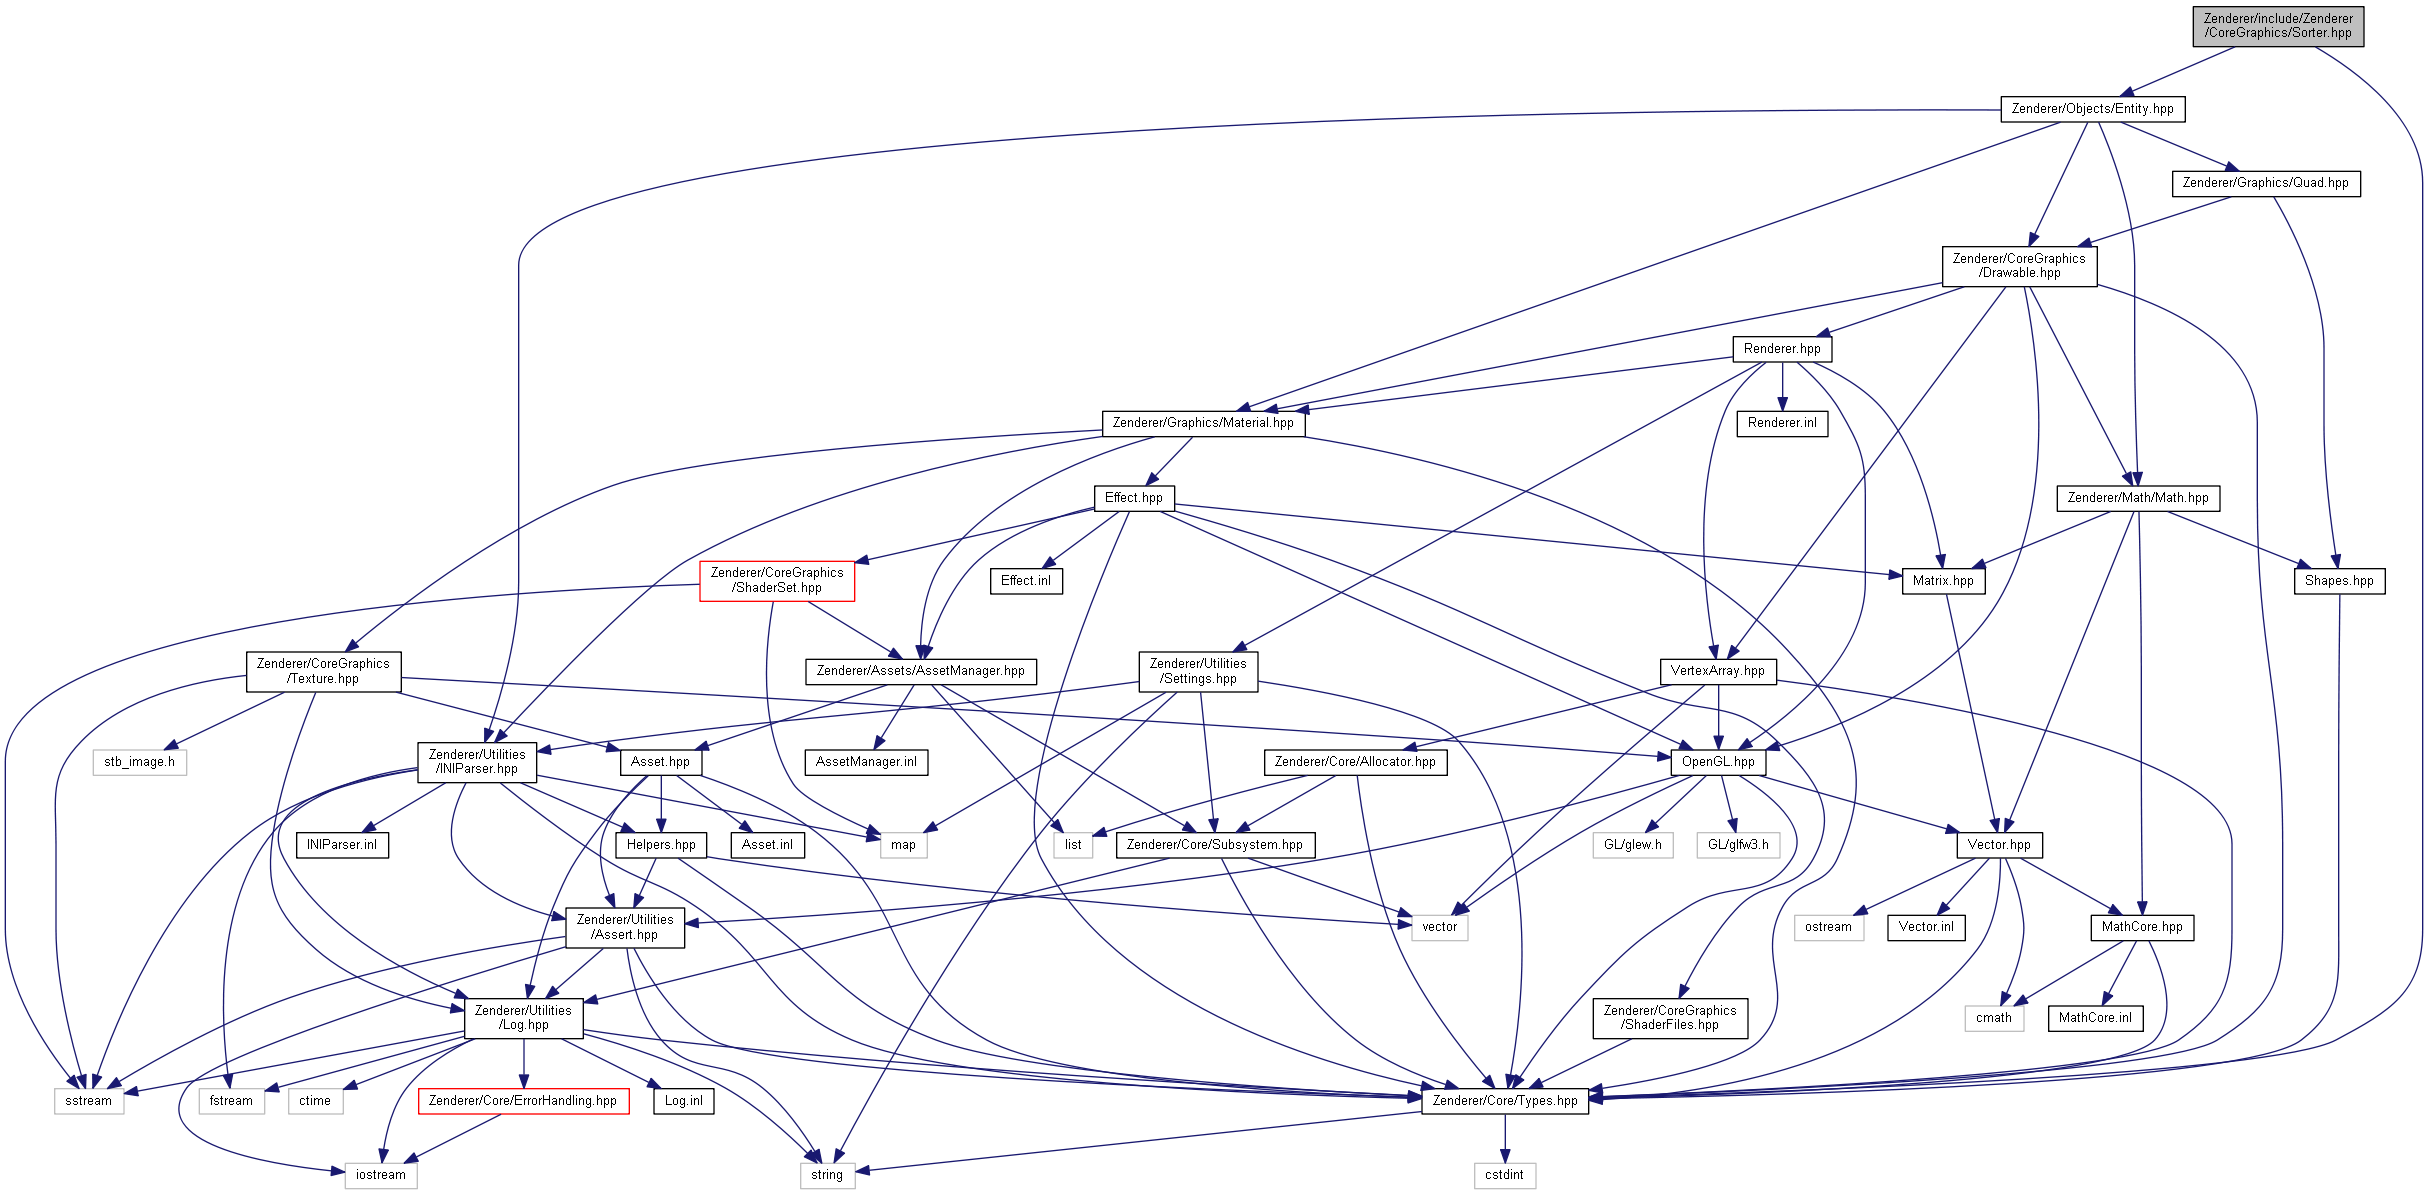 Zenderer/include/Zenderer
/CoreGraphics/Sorter.hpp
Zenderer/Objects/Entity.hpp
Zenderer/Graphics/Quad.hpp
Zenderer/CoreGraphics
/Drawable.hpp
Renderer.hpp
Zenderer/Graphics/Material.hpp
Renderer.inl
Effect.hpp
Zenderer/Math/Math.hpp
Zenderer/CoreGraphics
/ShaderSet.hpp
Effect.inl
Matrix.hpp
Shapes.hpp
Zenderer/CoreGraphics
/Texture.hpp
Zenderer/Assets/AssetManager.hpp
Zenderer/Utilities
/Settings.hpp
VertexArray.hpp
stb_image.h
Zenderer/Utilities
/INIParser.hpp
Asset.hpp
AssetManager.inl
Zenderer/Core/Allocator.hpp
OpenGL.hpp
INIParser.inl
Helpers.hpp
Asset.inl
map
list
Zenderer/Core/Subsystem.hpp
GL/glew.h
GL/glfw3.h
Vector.hpp
Zenderer/Utilities
/Assert.hpp
vector
ostream
Vector.inl
MathCore.hpp
Zenderer/Utilities
/Log.hpp
Zenderer/CoreGraphics
/ShaderFiles.hpp
cmath
MathCore.inl
sstream
fstream
ctime
Zenderer/Core/ErrorHandling.hpp
Log.inl
Zenderer/Core/Types.hpp
iostream
string
cstdint